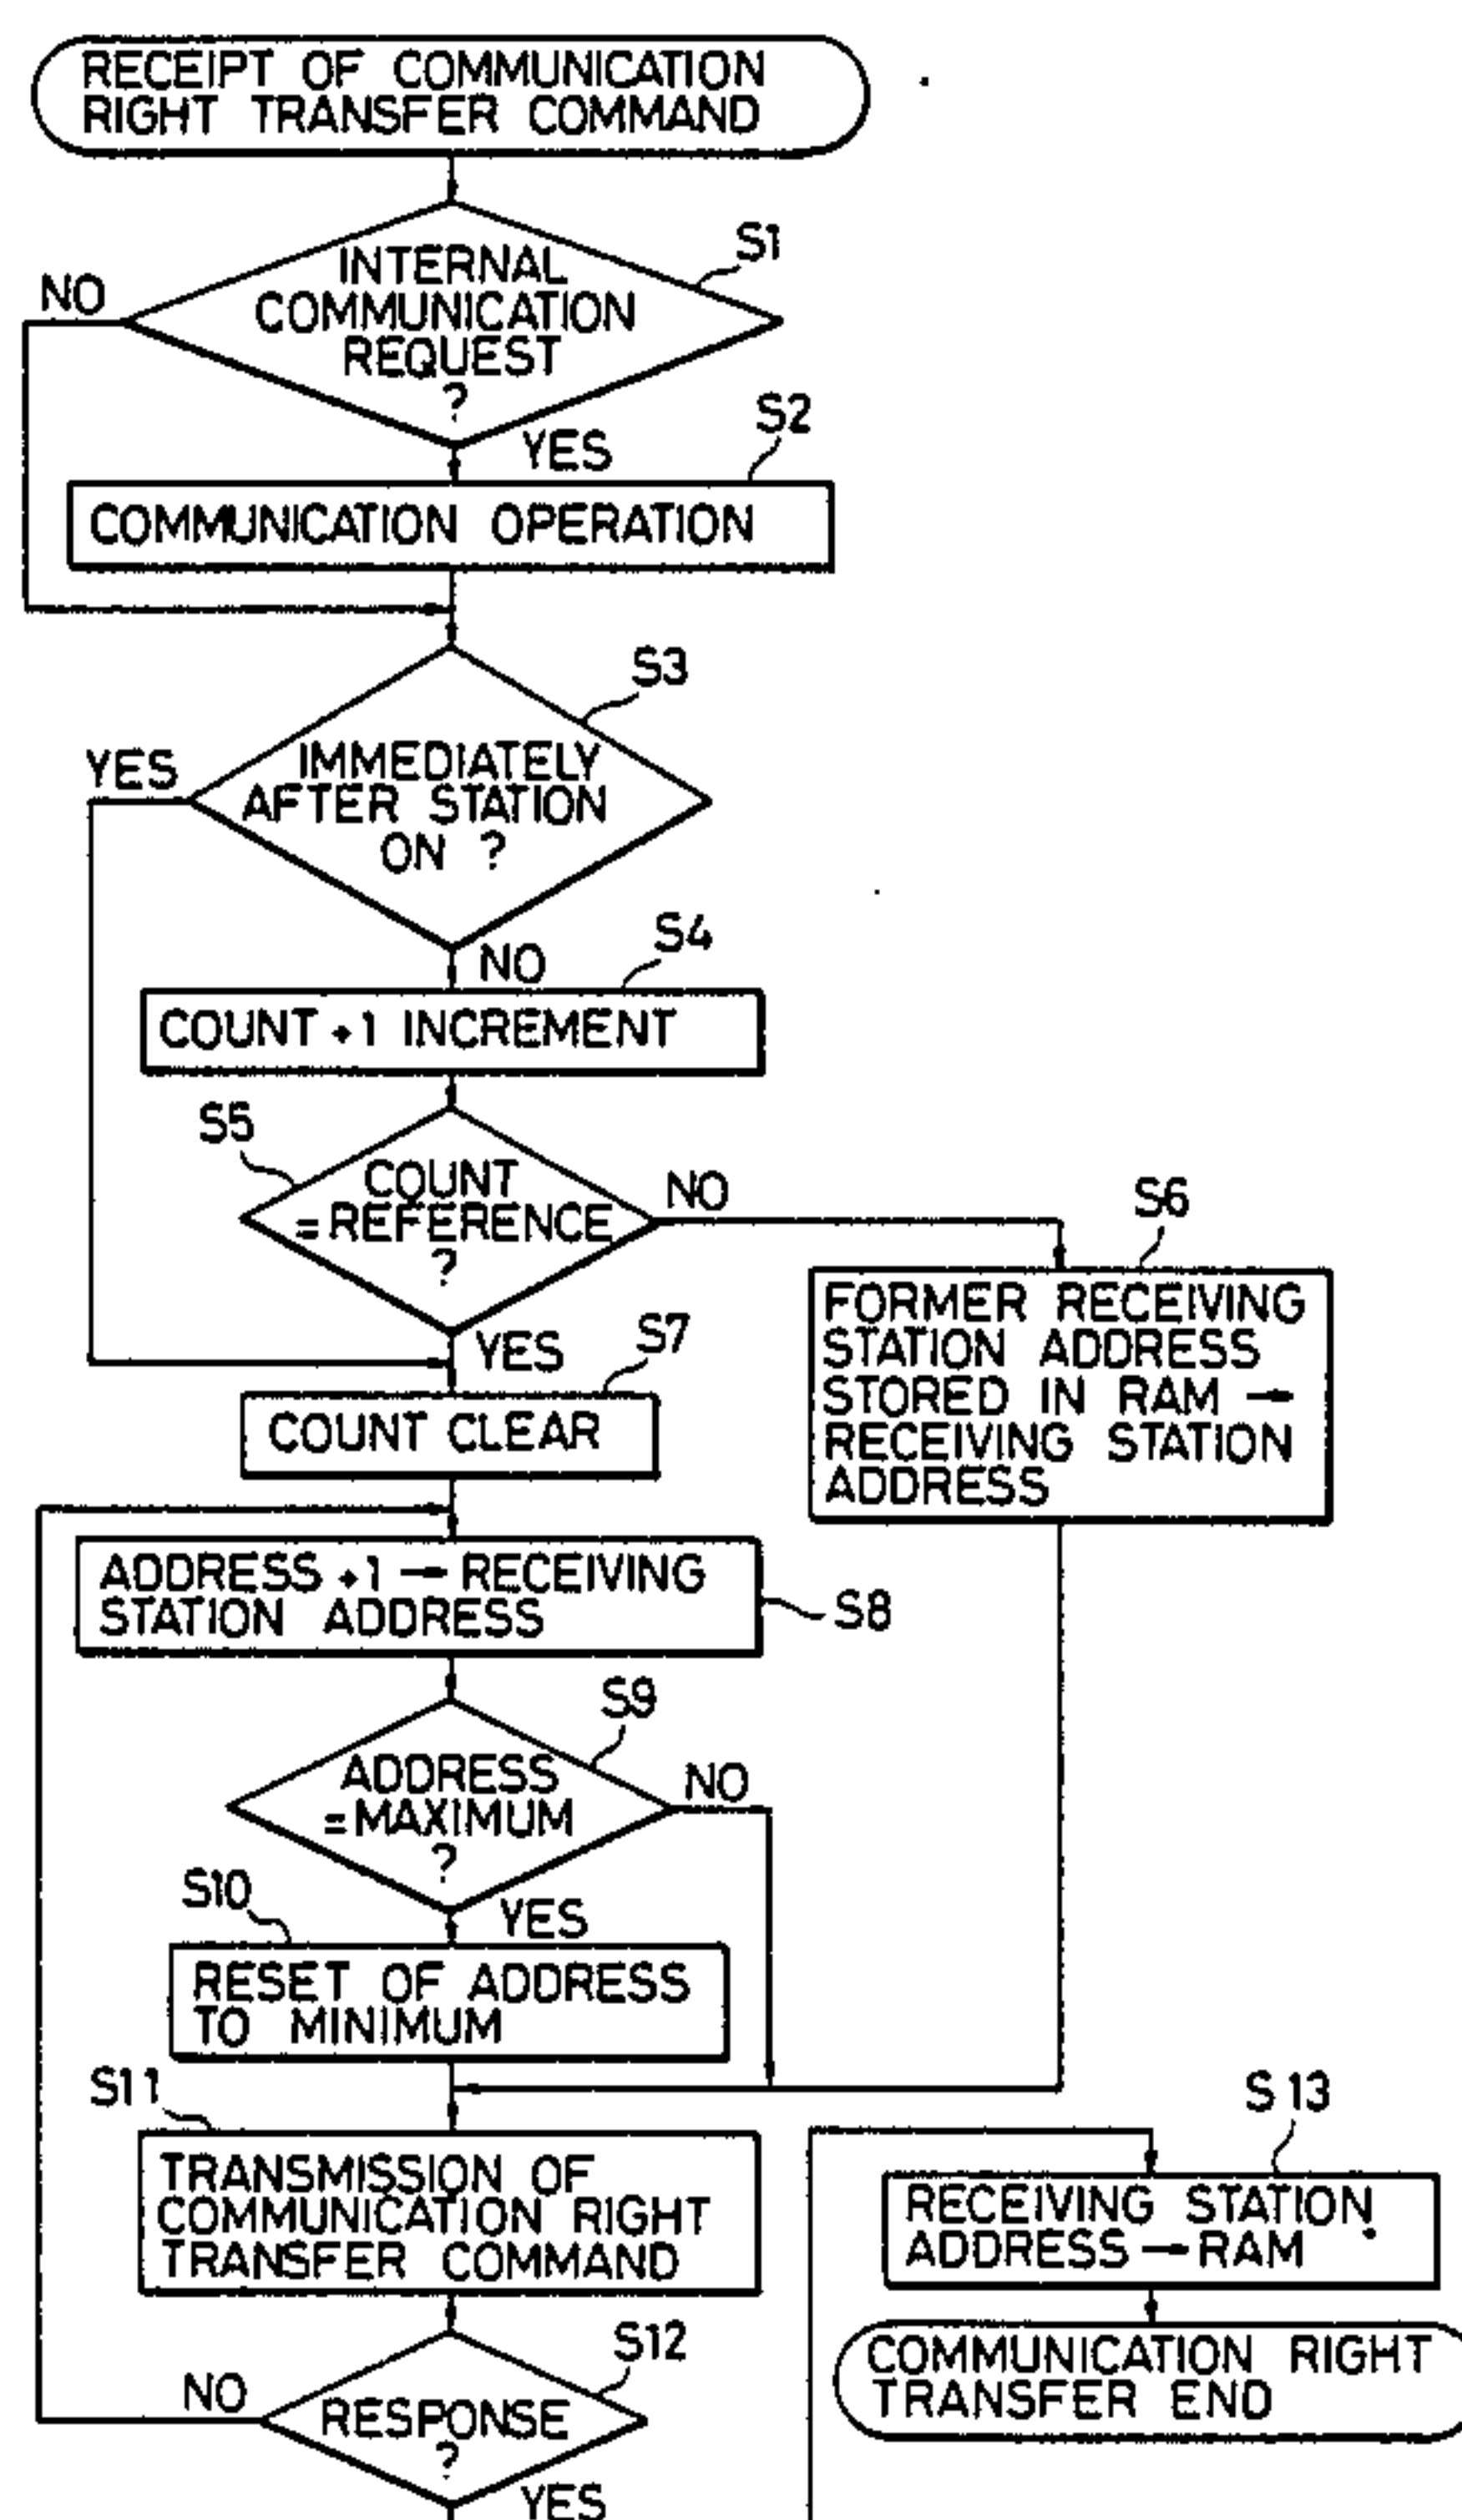 RECEIPT OF COMMUNICATION
RIGHT TRANSFER COMMAND
S1
NO
INTERNAL
COMMUNICATION
REQUEST
?
YES
S2
COMMUNICATION OPERATION
S3
YES
IMMEDIATELY
AFTER STATION
ON ?
NO
S4
COUNT +1 INCREMENT
S5
COUNT
=REFERENCE
?
NO
YES
S6
FORMER RECEIVING
STATION ADDRESS
STORED IN RAM →
RECEIVING STATION
ADDRESS
S7
COUNT CLEAR
ADDRESS +1 → RECEIVING
STATION ADDRESS
S8
S9
ADDRESS
=MAXIMUM
?
NO
YES
S10
RESET OF ADDRESS
TO MINIMUM
S11
TRANSMISSION OF
COMMUNICATION RIGHT
TRANSFER COMMAND
S12
NO
RESPONSE
?
YES
S13
RECEIVING STATION
ADDRESS → RAM
COMMUNICATION RIGHT
TRANSFER END